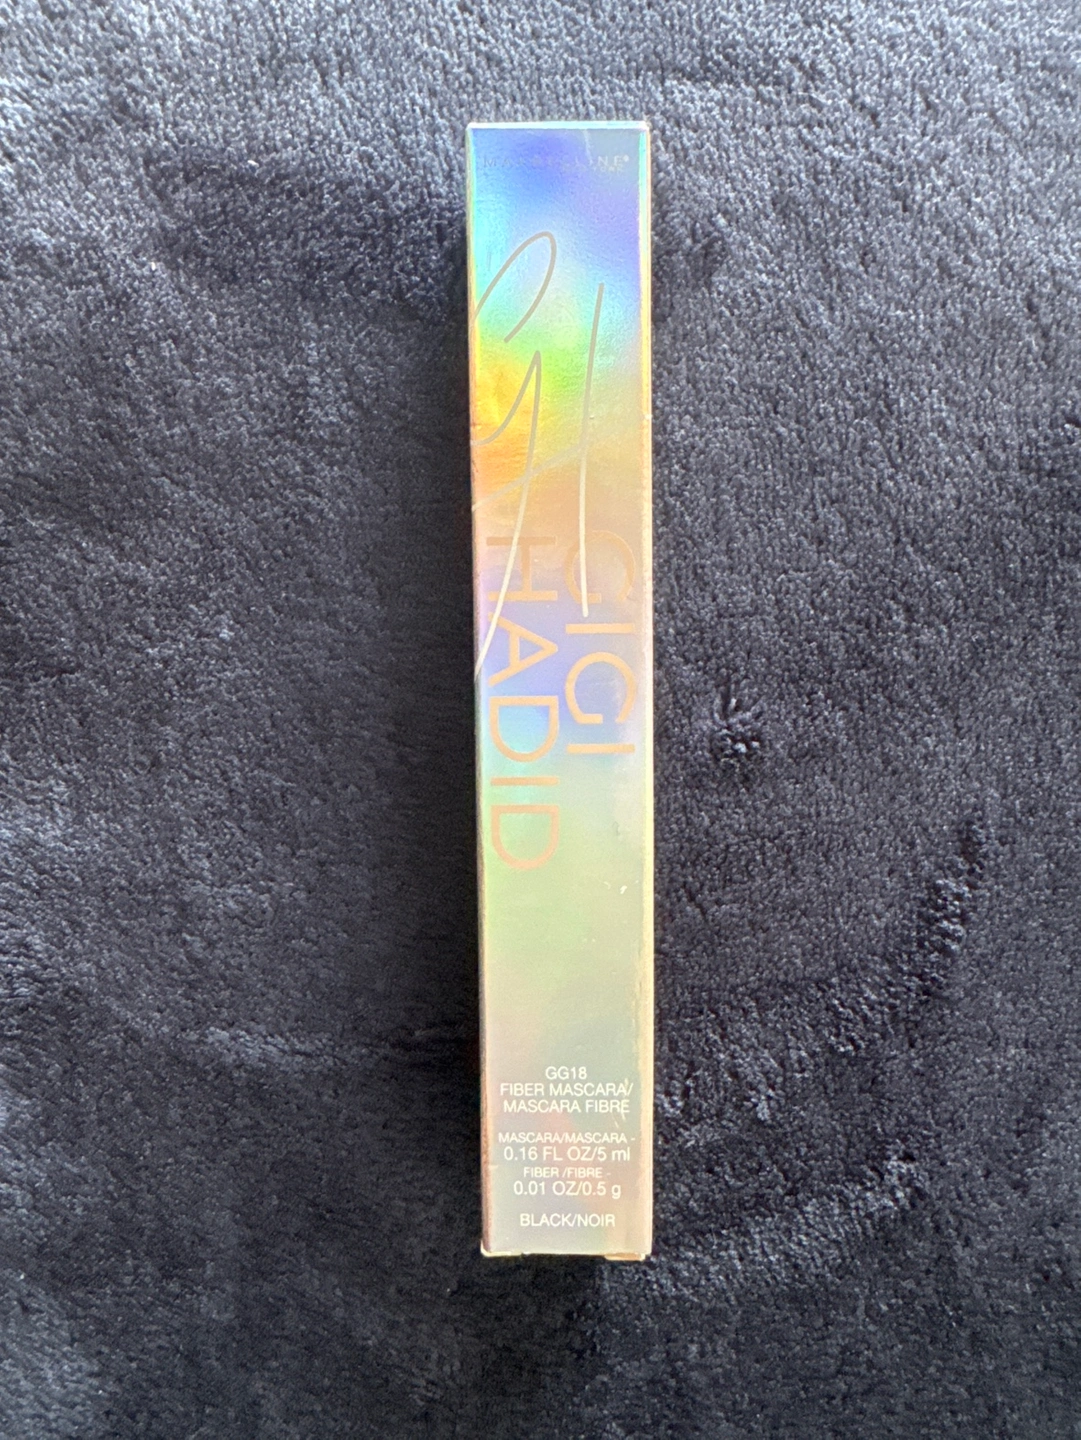 MAYBELLINE®
GIGI
HADID
GG18
FIBER MASCARA/
MASCARA FIBRE
MASCARA/MASCARA -
0.16 FL OZ/5 ml
FIBER /FIBRE -
0.01 OZ/0.5 g
BLACK/NOIR